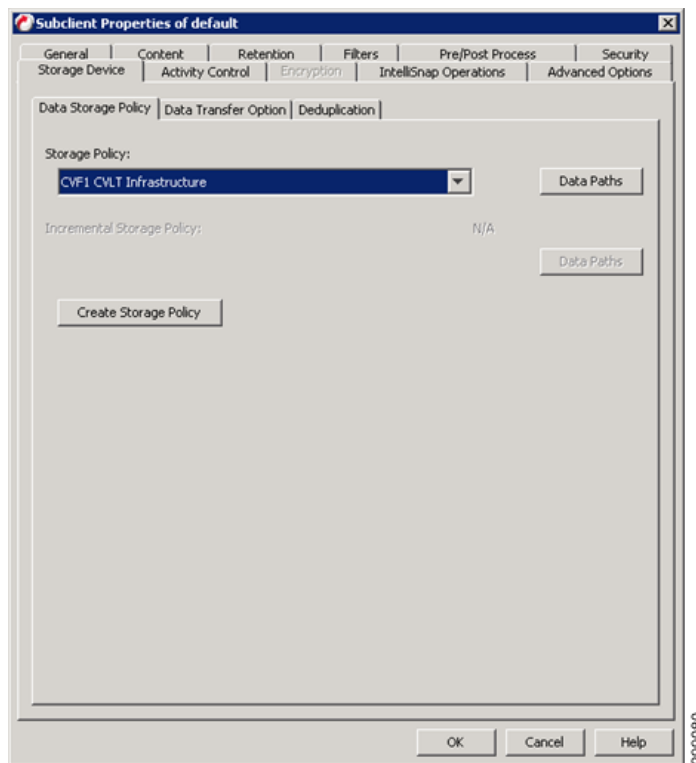 Subclient Properties of default
General Content Retention Filters Pre/Post Process Security
Storage Device Activity Control Encryption IntelliSnap Operations Advanced Options
Data Storage Policy Data Transfer Option Deduplication
Storage Policy:
CVF1 CVLT Infrastructure Data Paths
Incremental Storage Policy: N/A
Data Paths
Create Storage Policy
OK Cancel Help